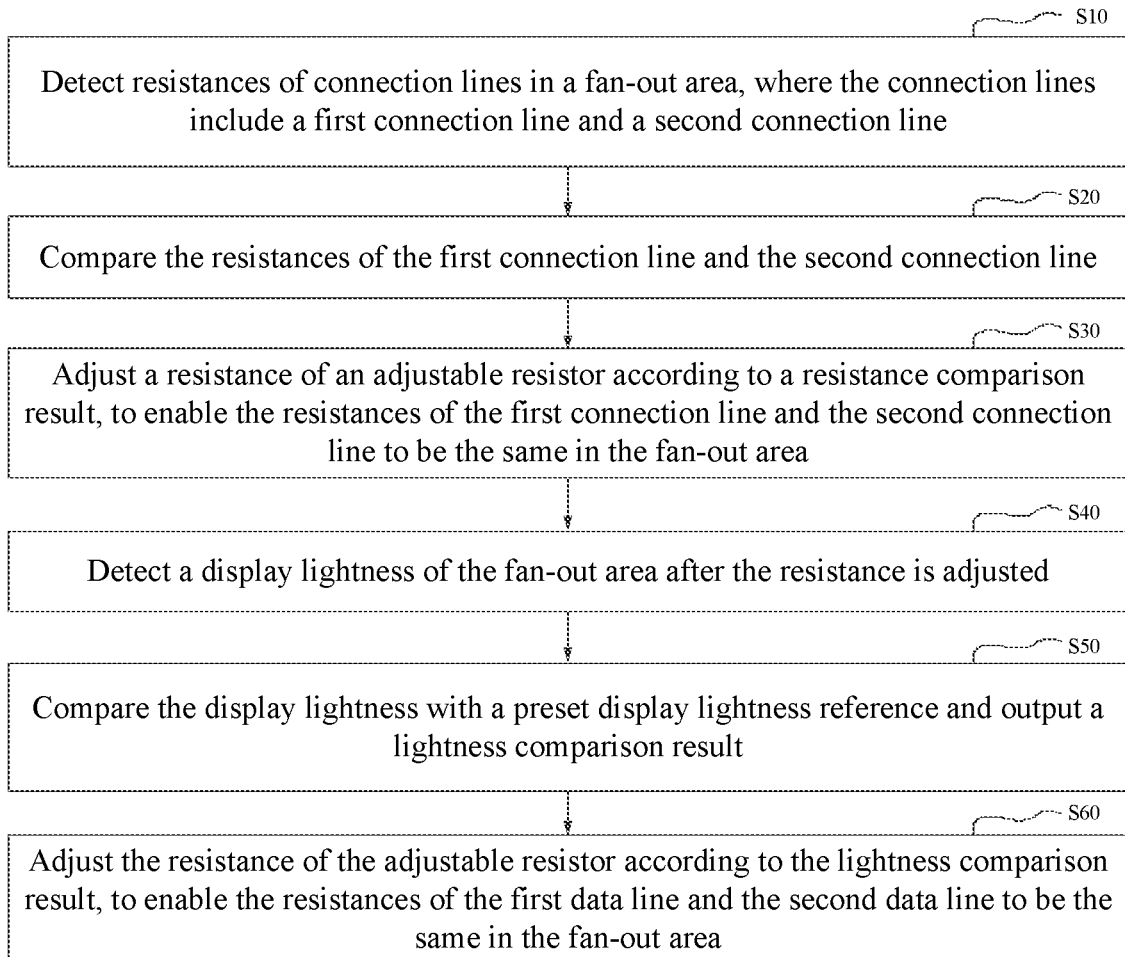 S10
Detect resistances of connection lines in a fan-out area, where the connection lines
include a first connection line and a second connection line
S20
Compare the resistances of the first connection line and the second connection line
S30
Adjust a resistance of an adjustable resistor according to a resistance comparison
result, to enable the resistances of the first connection line and the second connection
line to be the same in the fan-out area
S40
Detect a display lightness of the fan-out area after the resistance is adjusted
S50
Compare the display lightness with a preset display lightness reference and output a
lightness comparison result
S60
Adjust the resistance of the adjustable resistor according to the lightness comparison
result, to enable the resistances of the first data line and the second data line to be the
same in the fan-out area